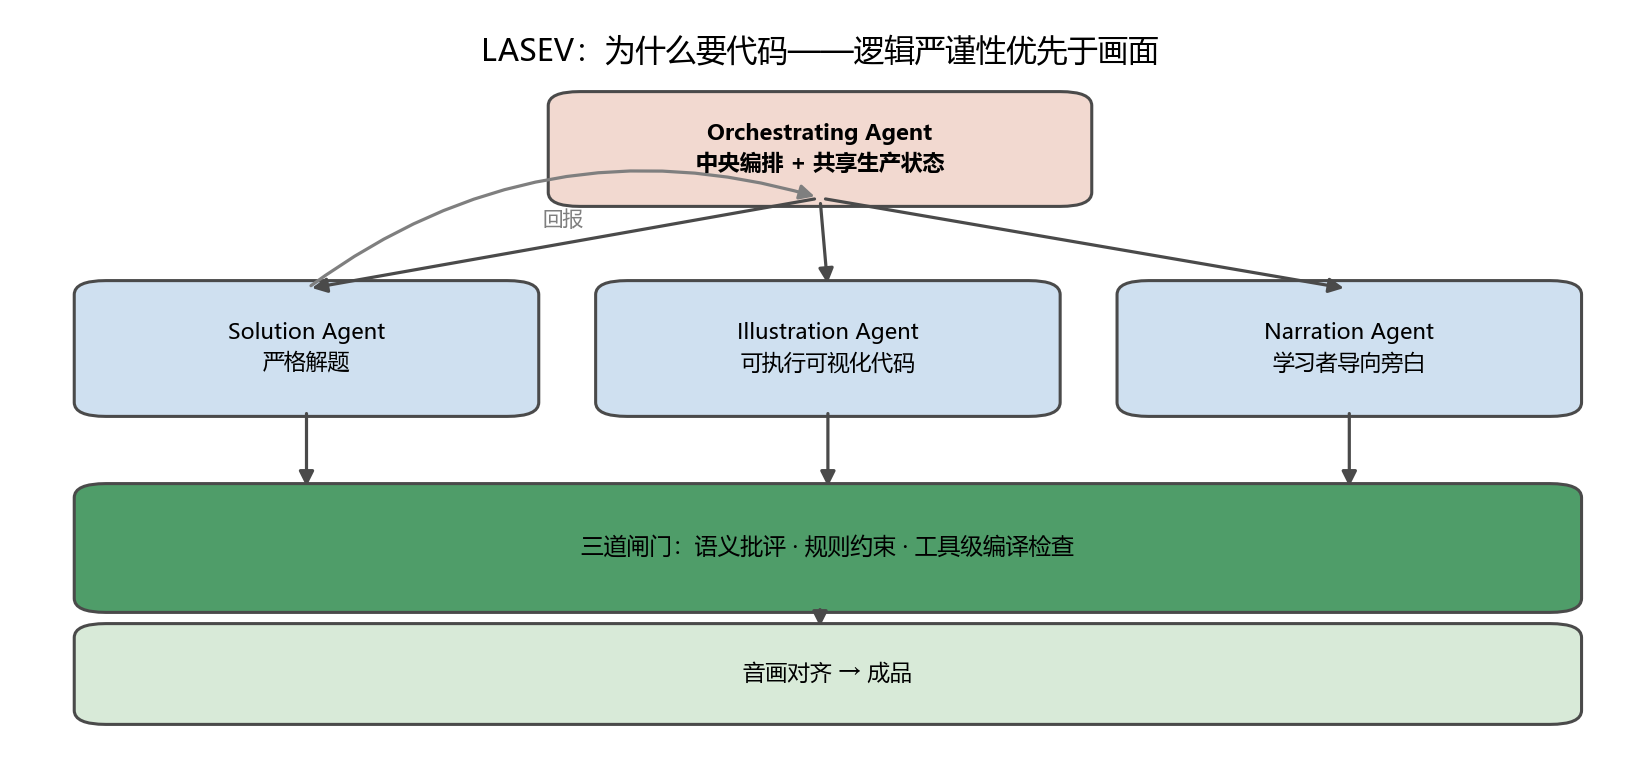 LASEV：为什么要代码——逻辑严谨性优先于画面
Orchestrating Agent
中央编排 + 共享生产状态
回报
Solution Agent
严格解题
Illustration Agent
可执行可视化代码
Narration Agent
学习者导向旁白
三道闸门：语义批评 · 规则约束 · 工具级编译检查
音画对齐 → 成品